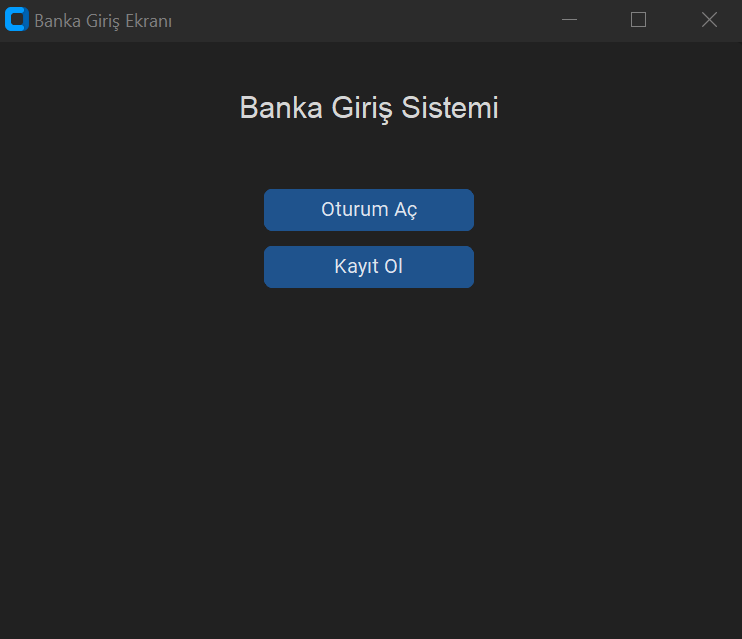 Banka Giriş Ekranı
Banka Giriş Sistemi
Oturum Aç
Kayıt Ol